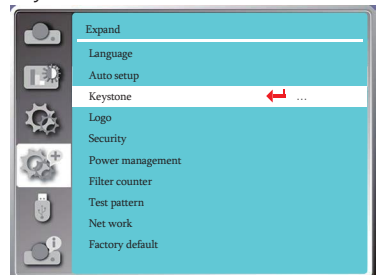 Expand
Language
Auto setup
Keystone ...
Logo
Security
Power management
Filter counter
Test pattern
Net work
Factory default